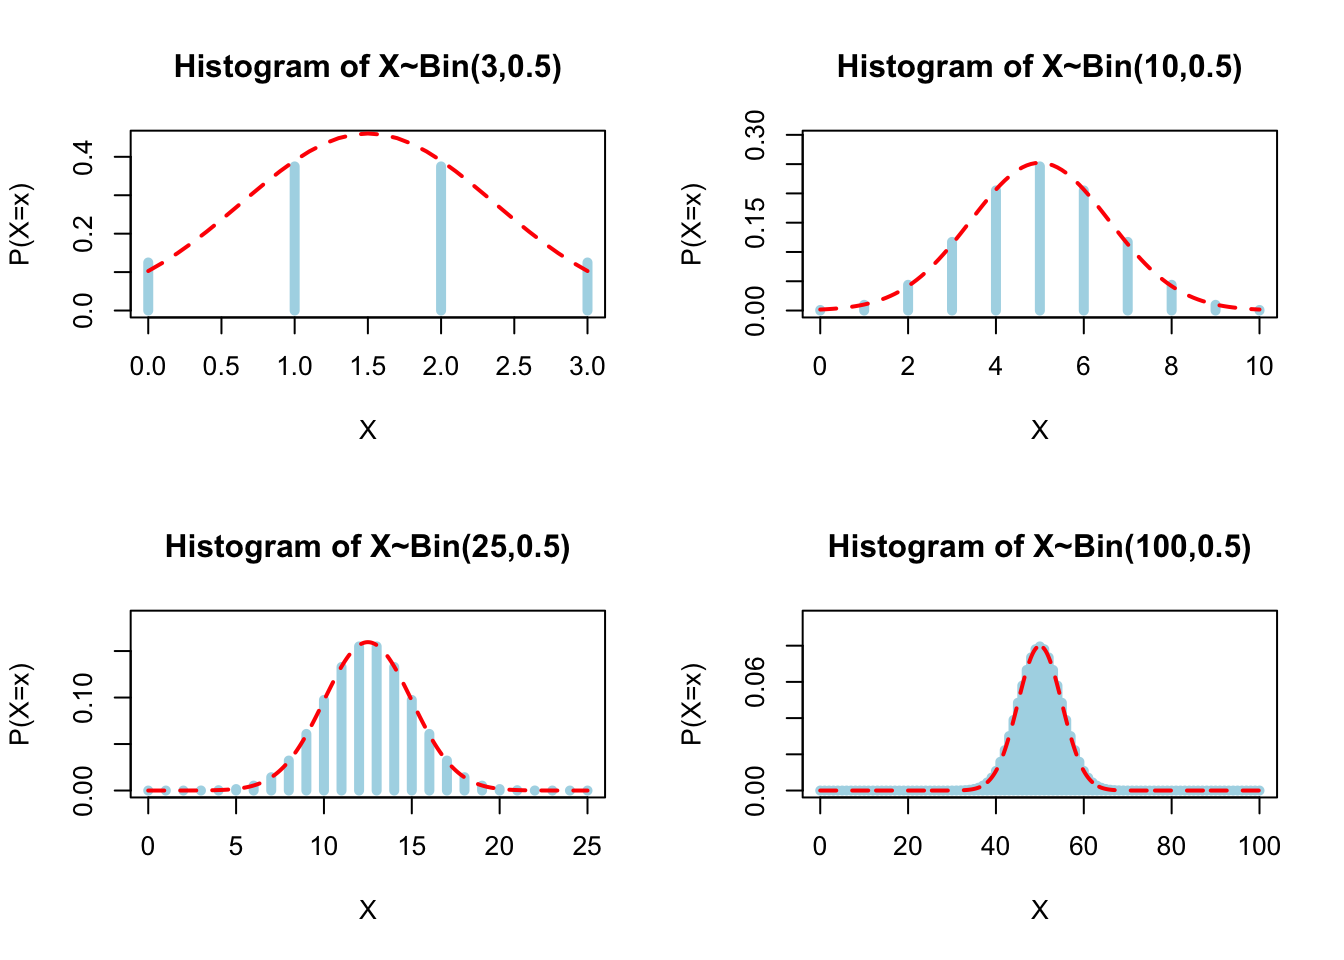 Histogram of X~Bin(3,0.5)
P(X=x)
0.0 0.2 0.4
0.0 0.5 1.0 1.5 2.0 2.5 3.0
X
Histogram of X~Bin(10,0.5)
P(X=x)
0.00 0.15 0.30
0 2 4 6 8 10
X
Histogram of X~Bin(25,0.5)
P(X=x)
0.00 0.10
0 5 10 15 20 25
X
Histogram of X~Bin(100,0.5)
P(X=x)
0.00 0.06
0 20 40 60 80 100
X